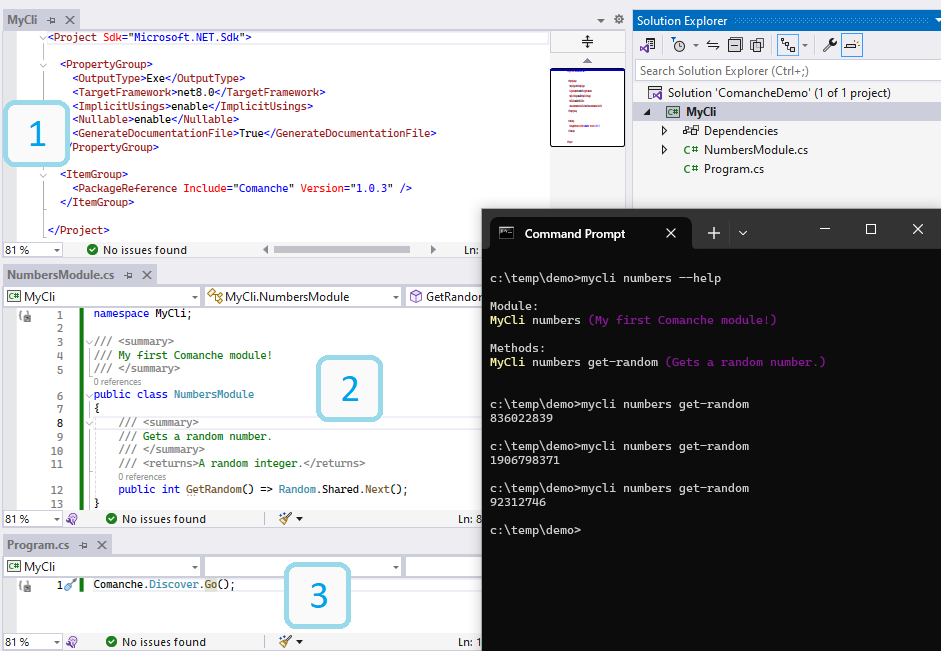 MyCli
<Project Sdk="Microsoft.NET.Sdk">
<PropertyGroup>
<OutputType>Exe</OutputType>
<TargetFramework>net8.0</TargetFramework>
<ImplicitUsings>enable</ImplicitUsings>
<Nullable>enable</Nullable>
<GenerateDocumentationFile>True</GenerateDocumentationFile>
/PropertyGroup>
<ItemGroup>
<PackageReference Include="Comanche" Version="1.0.3" />
</ItemGroup>
</Project>
1
81 %
No issues found
Ln:
NumbersModule.cs
MyCli
MyCli.NumbersModule
GetRandor
1 namespace MyCli;
2
3 /// <summary>
4 /// My first Comanche module!
5 /// </summary>
0 references
6 public class NumbersModule
7 {
8 /// <summary>
9 /// Gets a random number.
10 /// </summary>
11 /// <returns>A random integer.</returns>
0 references
12 public int GetRandom() => Random.Shared.Next();
13 }
2
81 %
No issues found
Ln: 8
Program.cs
MyCli
1 Comanche.Discover.Go();
3
81 %
No issues found
Ln: 1
Solution Explorer
Search Solution Explorer (Ctrl+;)
Solution 'ComancheDemo' (1 of 1 project)
C# MyCli
Dependencies
C# NumbersModule.cs
C# Program.cs
Command Prompt
c:\temp\demo>mycli numbers --help
Module:
MyCli numbers (My first Comanche module!)
Methods:
MyCli numbers get-random (Gets a random number.)
c:\temp\demo>mycli numbers get-random
836022839
c:\temp\demo>mycli numbers get-random
1906798371
c:\temp\demo>mycli numbers get-random
92312746
c:\temp\demo>